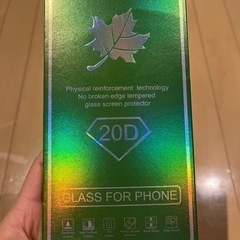 Physical reinforcement technology
No broken edge tempered
glass screen protector
20D
GLASS FOR PHONE